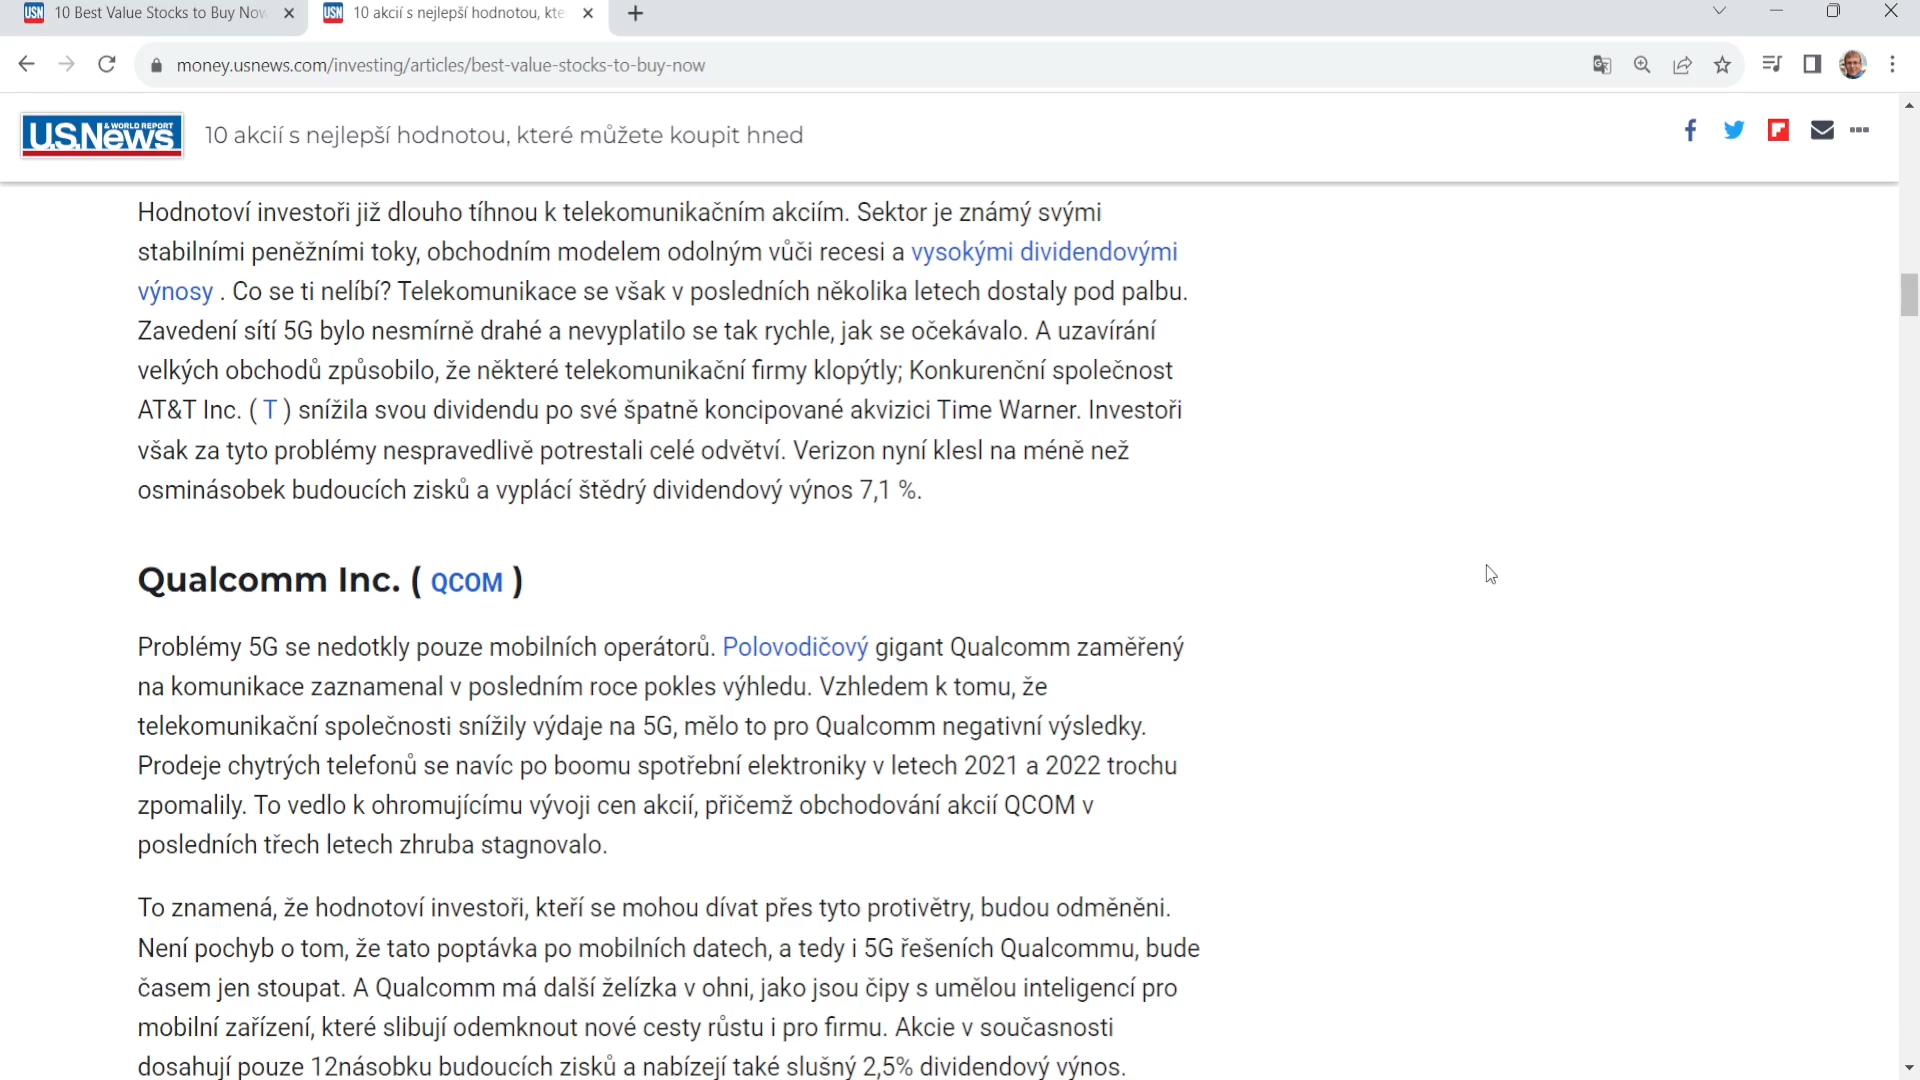 USN 10 Best Value Stocks to Buy Now
USN 10 akcií s nejlepší hodnotou, kte
money.usnews.com/investing/articles/best-value-stocks-to-buy-now
U.S.News & WORLD REPORT
10 akcií s nejlepší hodnotou, které můžete koupit hned
Hodnotoví investoři již dlouho tíhnou k telekomunikačním akciím. Sektor je známý svými
stabilními peněžními toky, obchodním modelem odolným vůči recesi a vysokými dividendovými
výnosy . Co se ti nelíbí? Telekomunikace se však v posledních několika letech dostaly pod palbu.
Zavedení sítí 5G bylo nesmírně drahé a nevyplatilo se tak rychle, jak se očekávalo. A uzavírání
velkých obchodů způsobilo, že některé telekomunikační firmy klopýtly; Konkurenční společnost
AT&T Inc. ( T ) snížila svou dividendu po své špatně koncipované akvizici Time Warner. Investoři
však za tyto problémy nespravedlivě potrestali celé odvětví. Verizon nyní klesl na méně než
osminásobek budoucích zisků a vyplácí štědrý dividendový výnos 7,1 %.
Qualcomm Inc. ( QCOM )
Problémy 5G se nedotkly pouze mobilních operátorů. Polovodičový gigant Qualcomm zaměřený
na komunikace zaznamenal v posledním roce pokles výhledu. Vzhledem k tomu, že
telekomunikační společnosti snížily výdaje na 5G, mělo to pro Qualcomm negativní výsledky.
Prodeje chytrých telefonů se navíc po boomu spotřební elektroniky v letech 2021 a 2022 trochu
zpomalily. To vedlo k ohromujícímu vývoji cen akcií, přičemž obchodování akcií QCOM v
posledních třech letech zhruba stagnovalo.
To znamená, že hodnotoví investoři, kteří se mohou dívat přes tyto protivětry, budou odměněni.
Není pochyb o tom, že tato poptávka po mobilních datech, a tedy i 5G řešeních Qualcommu, bude
časem jen stoupat. A Qualcomm má další želízka v ohni, jako jsou čipy s umělou inteligencí pro
mobilní zařízení, které slibují odemknout nové cesty růstu i pro firmu. Akcie v současnosti
dosahují pouze 12násobku budoucích zisků a nabízejí také slušný 2,5% dividendový výnos.